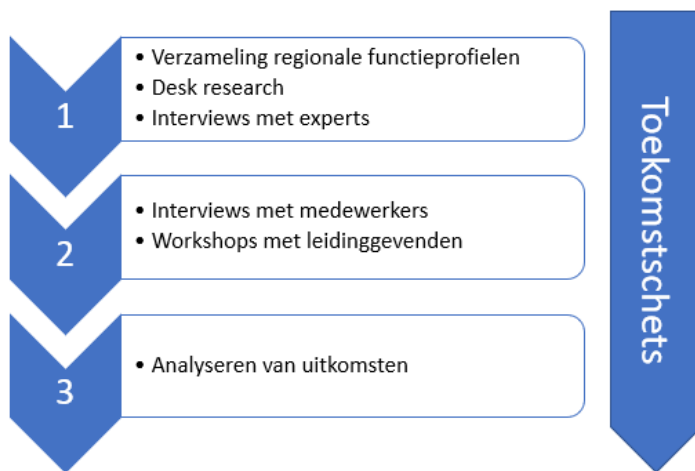 1
• Verzameling regionale functieprofielen
• Desk research
• Interviews met experts
2
• Interviews met medewerkers
• Workshops met leidinggevenden
3
• Analyseren van uitkomsten
Toekomstschets